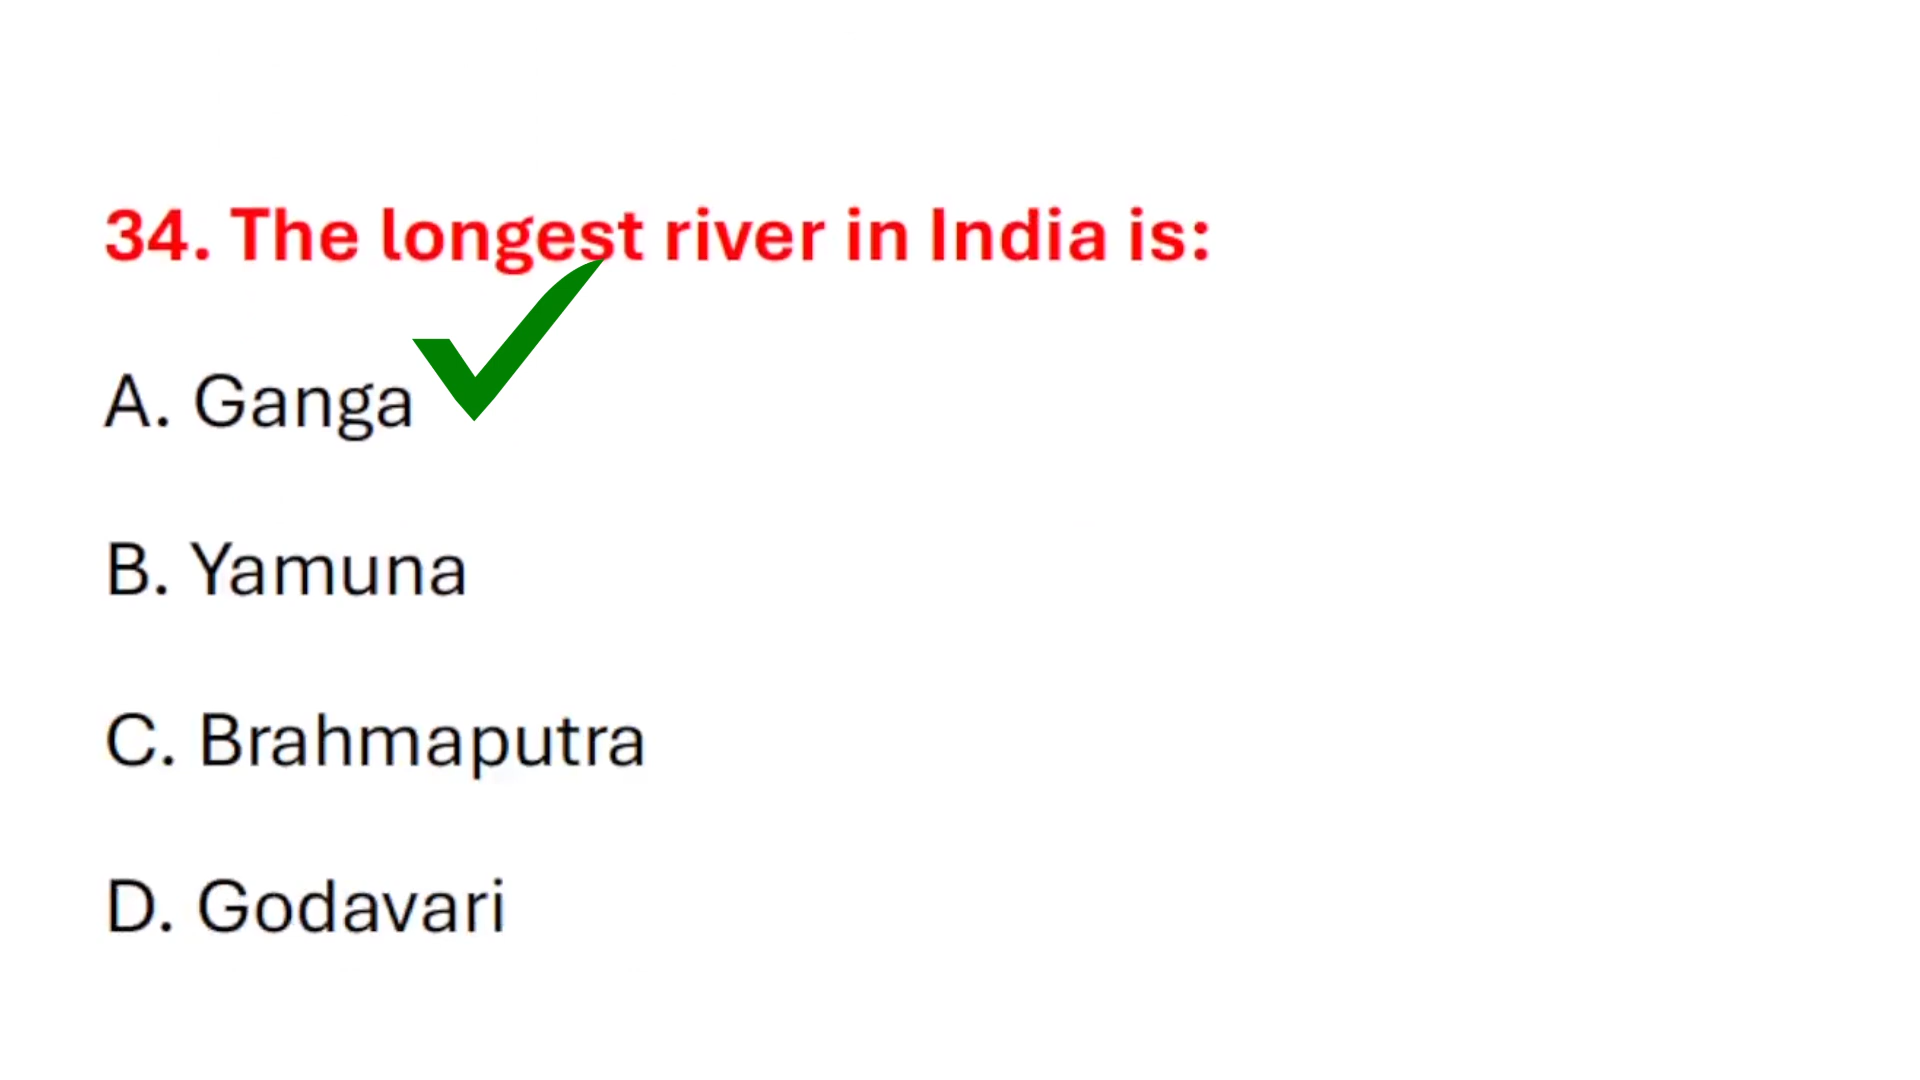 34. The longest river in India is:
A. Ganga
B. Yamuna
C. Brahmaputra
D. Godavari